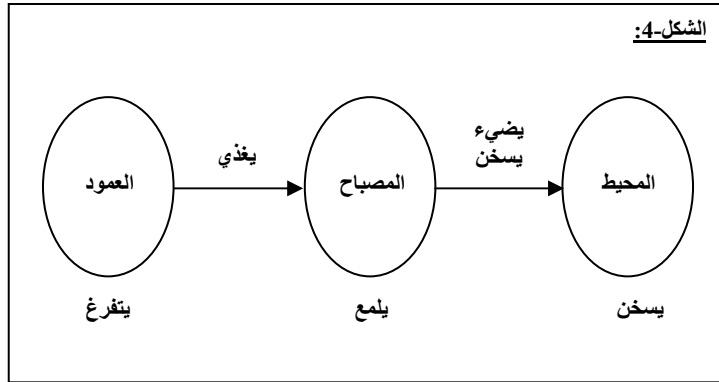 الشكل-4:
يغذي
يضيء
يسخن
العمود
المصباح
المحيط
يتفرغ
يلمع
يسخن